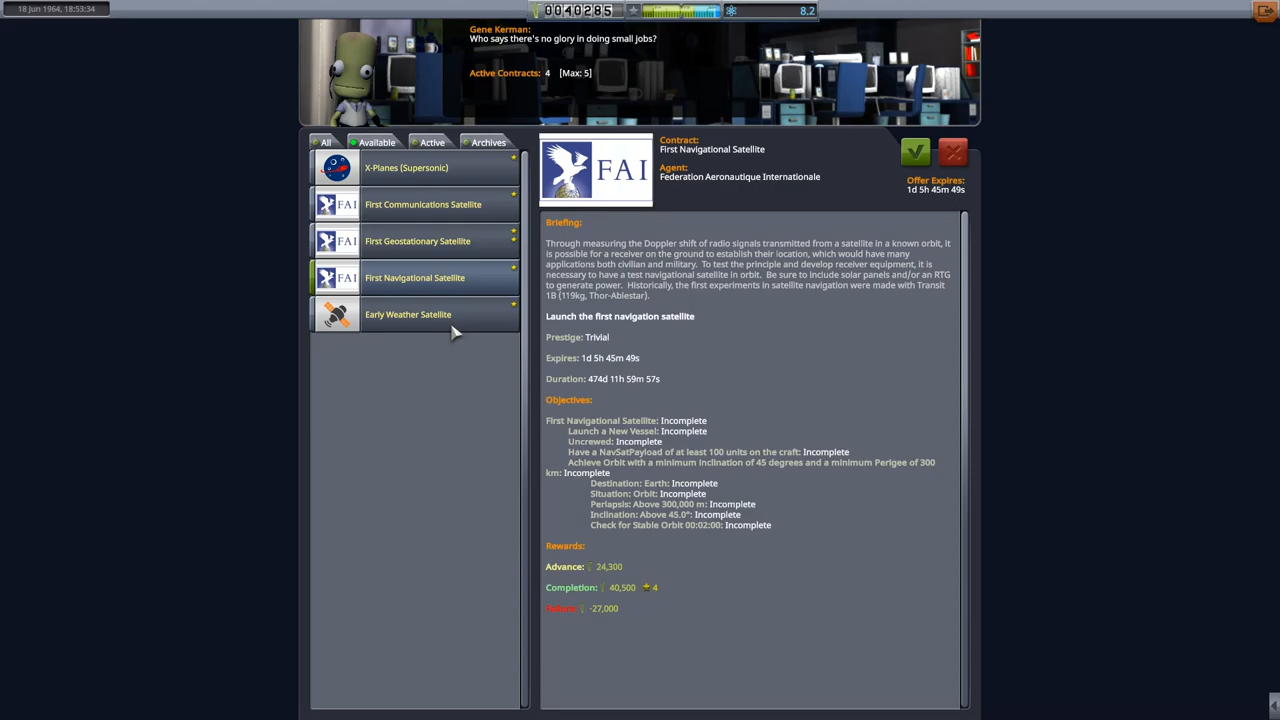 18 Jun 1964, 18:53:34
0040285
8.2
Gene Kerman:
Who says there's no glory in doing small jobs?
Active Contracts: 4 [Max: 5]
All
Available
Active
Archives
X-Planes (Supersonic)
FAI
First Communications Satellite
FAI
First Geostationary Satellite
FAI
First Navigational Satellite
Early Weather Satellite
FAI
Contract:
First Navigational Satellite
Agent:
Federation Aeronautique Internationale
Offer Expires:
1d 5h 45m 49s
Briefing:
Through measuring the Doppler shift of radio signals transmitted from a satellite in a known orbit, it
is possible for a receiver on the ground to establish their location, which would have many
applications both civilian and military. To test the principle and develop receiver equipment, it is
necessary to have a test navigational satellite in orbit. Be sure to include solar panels and/or an RTG
to generate power. Historically, the first experiments in satellite navigation were made with Transit
1B (119kg, Thor-Ablestar).
Launch the first navigation satellite
Prestige: Trivial
Expires: 1d 5h 45m 49s
Duration: 474d 11h 59m 57s
Objectives:
First Navigational Satellite: Incomplete
Launch a New Vessel: Incomplete
Uncrewed: Incomplete
Have a NavSatPayload of at least 100 units on the craft: Incomplete
Achieve Orbit with a minimum inclination of 45 degrees and a minimum Perigee of 300
km: Incomplete
Destination: Earth: Incomplete
Situation: Orbit: Incomplete
Periapsis: Above 300,000 m: Incomplete
Inclination: Above 45.0°: Incomplete
Check for Stable Orbit 00:02:00: Incomplete
Rewards:
Advance: 24,300
Completion: 40,500 4
Failure: -27,000